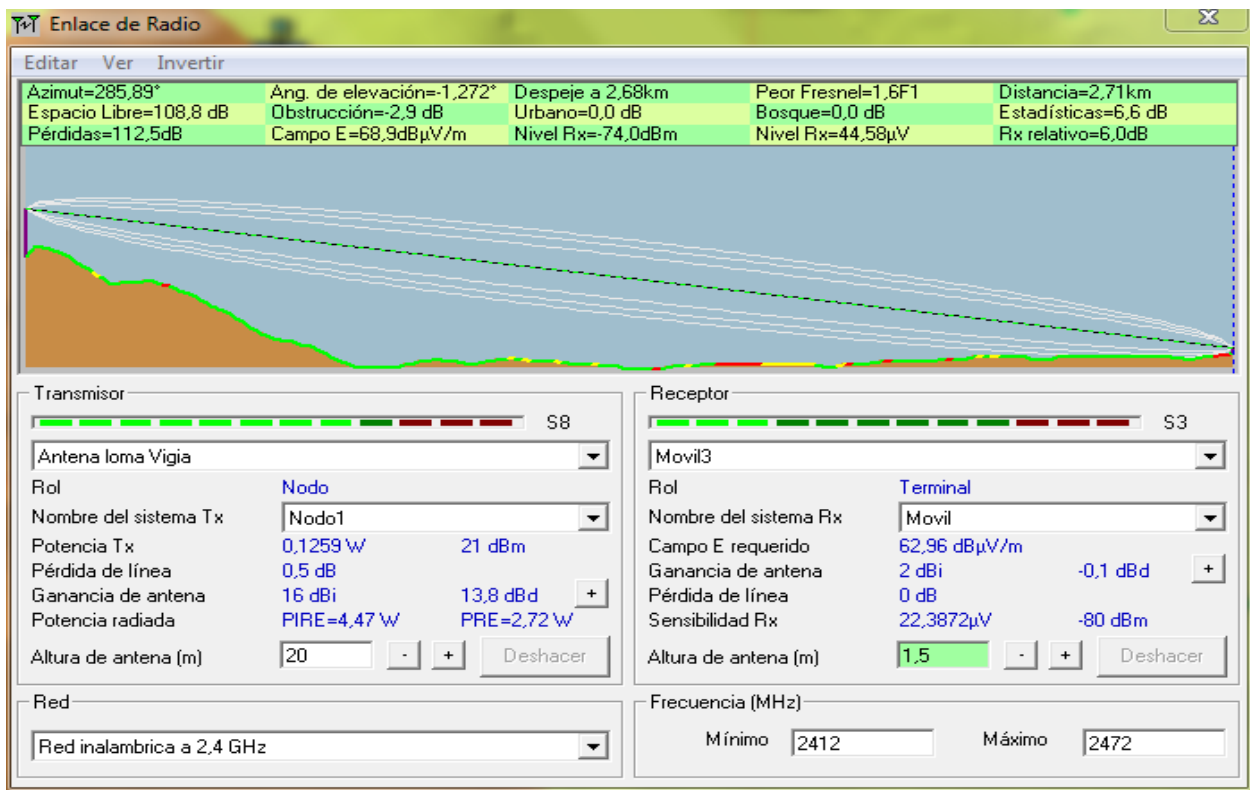 Enlace de Radio
Editar Ver Invertir
Azimut=285,89° Ang. de elevación=-1,272° Despeje a 2,68km Peor Fresnel=1,6F1 Distancia=2,71km
Espacio Libre=108,8 dB Obstrucción=-2,9 dB Urbano=0,0 dB Bosque=0,0 dB Estadísticas=6,6 dB
Pérdidas=112,5dB Campo E=68,9dBµV/m Nivel Rx=-74,0dBm Nivel Rx=44,58µV Rx relativo=6,0dB
Transmisor
S8
Antena loma Vigia
Rol Nodo
Nombre del sistema Tx Nodo1
Potencia Tx 0,1259 W 21 dBm
Pérdida de línea 0,5 dB
Ganancia de antena 16 dBi 13,8 dBd +
Potencia radiada PIRE=4,47 W PRE=2,72 W
Altura de antena (m) 20 - + Deshacer
Receptor
S3
Movil3
Rol Terminal
Nombre del sistema Rx Movil
Campo E requerido 62,96 dBµV/m
Ganancia de antena 2 dBi -0,1 dBd +
Pérdida de línea 0 dB
Sensibilidad Rx 22,3872µV -80 dBm
Altura de antena (m) 1,5 - + Deshacer
Red
Red inalambrica a 2,4 GHz
Frecuencia (MHz)
Mínimo 2412 Máximo 2472